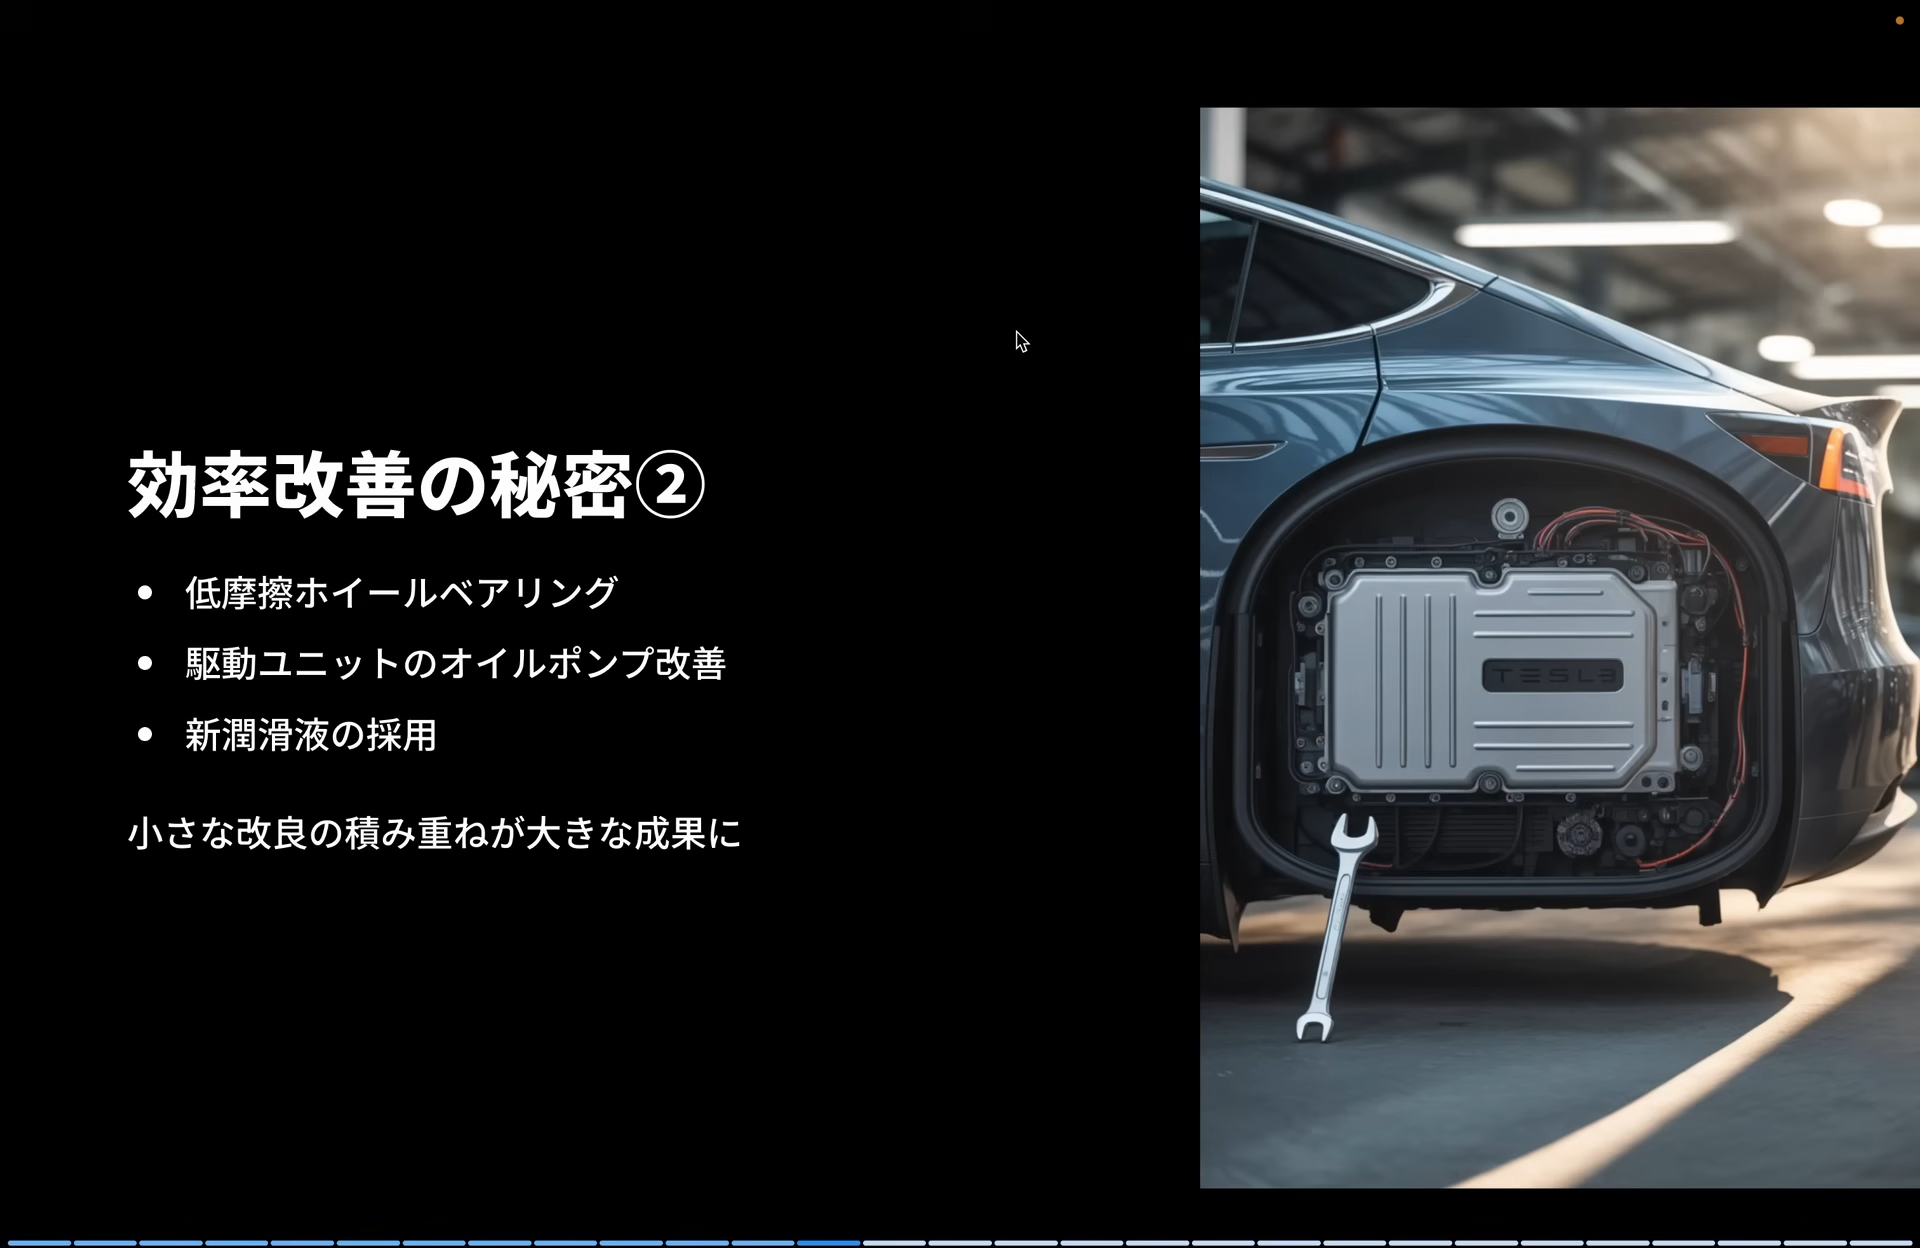 効率改善の秘密②
• 低摩擦ホイールベアリング
• 駆動ユニットのオイルポンプ改善
• 新潤滑液の採用
小さな改良の積み重ねが大きな成果に
TESL